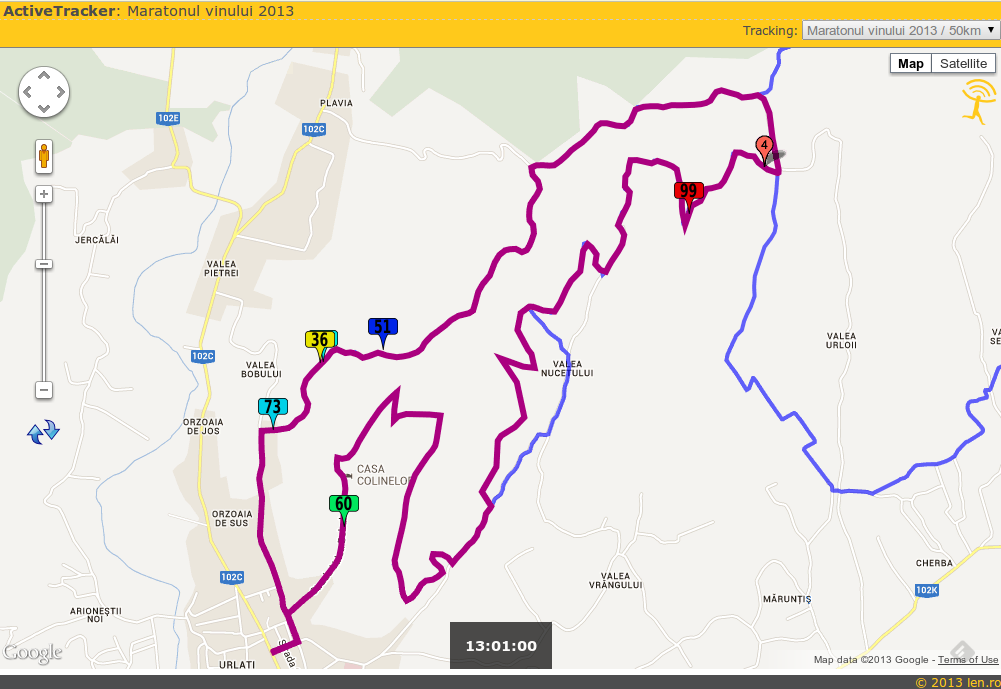 ActiveTracker: Maratonul vinului 2013
Tracking: Maratonul vinului 2013 / 50km
Map Satellite
PLAVIA
102E
102C
4
99
JERCĂLĂI
VALEA
PIETREI
51
36
VALEA
URLOII
102C
VALEA
BOBULUI
VALEA
NUCETULUI
73
ORZOAIA
DE JOS
CASA
COLINELOR
60
ORZOAIA
DE SUS
CHERBA
102C
VALEA
VRÂNGULUI
102K
MĂRUNȚIȘ
ARIONEȘTII
NOI
13:01:00
Google
URLATI
Map data ©2013 Google - Terms of Use
© 2013 len.ro